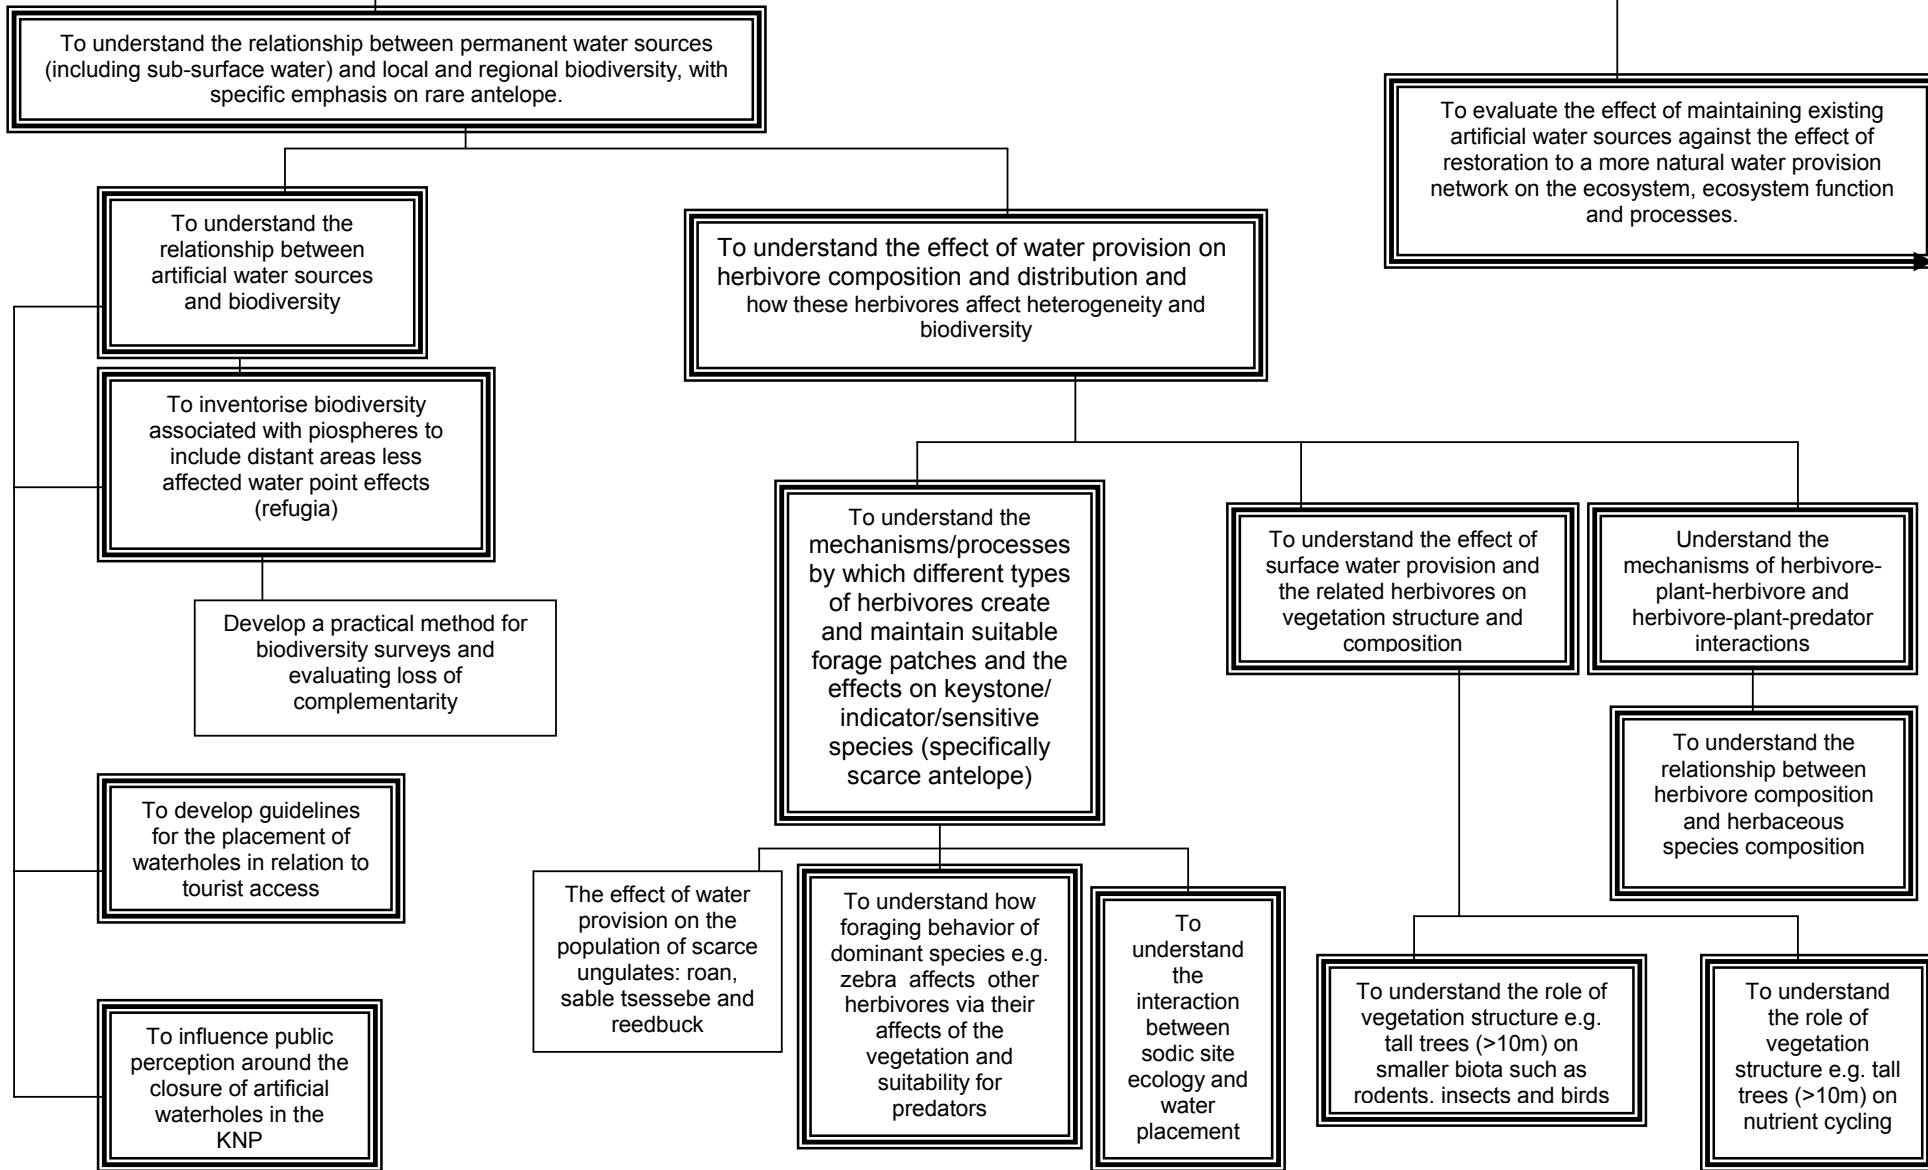 To understand the relationship between permanent water sources
(including sub-surface water) and local and regional biodiversity, with
specific emphasis on rare antelope.
To evaluate the effect of maintaining existing
artificial water sources against the effect of
restoration to a more natural water provision
network on the ecosystem, ecosystem function
and processes.
To understand the
relationship between
artificial water sources
and biodiversity
To understand the effect of water provision on
herbivore composition and distribution and
how these herbivores affect heterogeneity and
biodiversity
To inventorise biodiversity
associated with piospheres to
include distant areas less
affected water point effects
(refugia)
Develop a practical method for
biodiversity surveys and
evaluating loss of
complementarity
To develop guidelines
for the placement of
waterholes in relation to
tourist access
To influence public
perception around the
closure of artificial
waterholes in the
KNP
To understand the
mechanisms/processes
by which different types
of herbivores create
and maintain suitable
forage patches and the
effects on keystone/
indicator/sensitive
species (specifically
scarce antelope)
To understand the effect of
surface water provision and
the related herbivores on
vegetation structure and
composition
Understand the
mechanisms of herbivore-
plant-herbivore and
herbivore-plant-predator
interactions
To understand the
relationship between
herbivore composition
and herbaceous
species composition
The effect of water
provision on the
population of scarce
ungulates: roan,
sable tsessebe and
reedbuck
To understand how
foraging behavior of
dominant species e.g.
zebra affects other
herbivores via their
affects of the
vegetation and
suitability for
predators
To
understand
the
interaction
between
sodic site
ecology and
water
placement
To understand the role of
vegetation structure e.g.
tall trees (>10m) on
smaller biota such as
rodents. insects and birds
To understand
the role of
vegetation
structure e.g. tall
trees (>10m) on
nutrient cycling